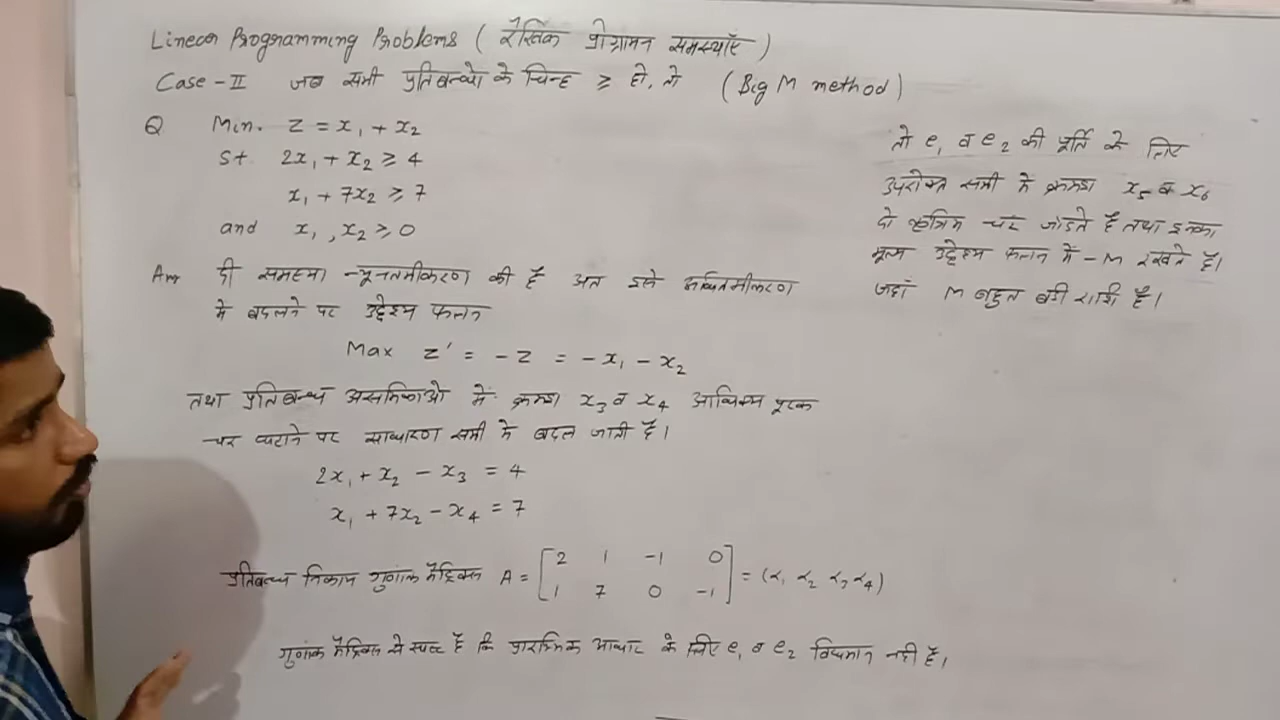 Linear Programming Problems ( रैखिक प्रोग्रामन समस्याएँ )
Case - II जब सभी प्रतिबन्धो के चिन्ह ≥ हो, तो (Big M method)
Q Min. Z = x₁ + x₂
St 2x₁ + x₂ ≥ 4
x₁ + 7x₂ ≥ 7
and x₁, x₂ ≥ 0
Ans दी समस्या न्यूनतमीकरण की है अत इसे अधिकतमीकरण
मे बदलने पर उद्देश्य फलन
Max Z' = - Z = - x₁ - x₂
तथा प्रतिबन्ध असमिकाओ मे क्रमश x₃ व x₄ आधिक्य पूरक
चर घटाने पर साधारण समी मे बदल जाती है।
2x₁ + x₂ - x₃ = 4
x₁ + 7x₂ - x₄ = 7
प्रतिबन्ध निकाय गुणांक मैट्रिक्स A = [2 1 -1 0
1 7 0 -1] = (α₁ α₂ α₃ α₄)
गुणांक मैट्रिक्स से स्पष्ट है कि प्रारम्भिक आधार के लिए e₁ व e₂ विधमान नही है।
तो e₁ व e₂ की पूर्ति के लिए
उपरोक्त समी मे क्रमश x₅ व x₆
दो कृत्रिम चर जोडते है तथा इनका
मूल्य उद्देश्य फलन में - M रखते है।
जहां M बहुत बडी राशि है।